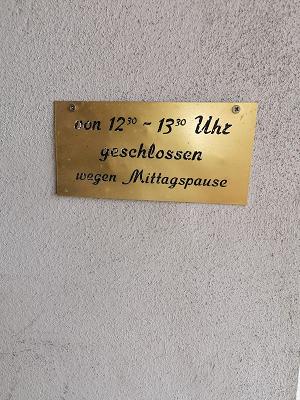 von 12³⁰ - 13³⁰ Uhr
geschlossen
wegen Mittagspause